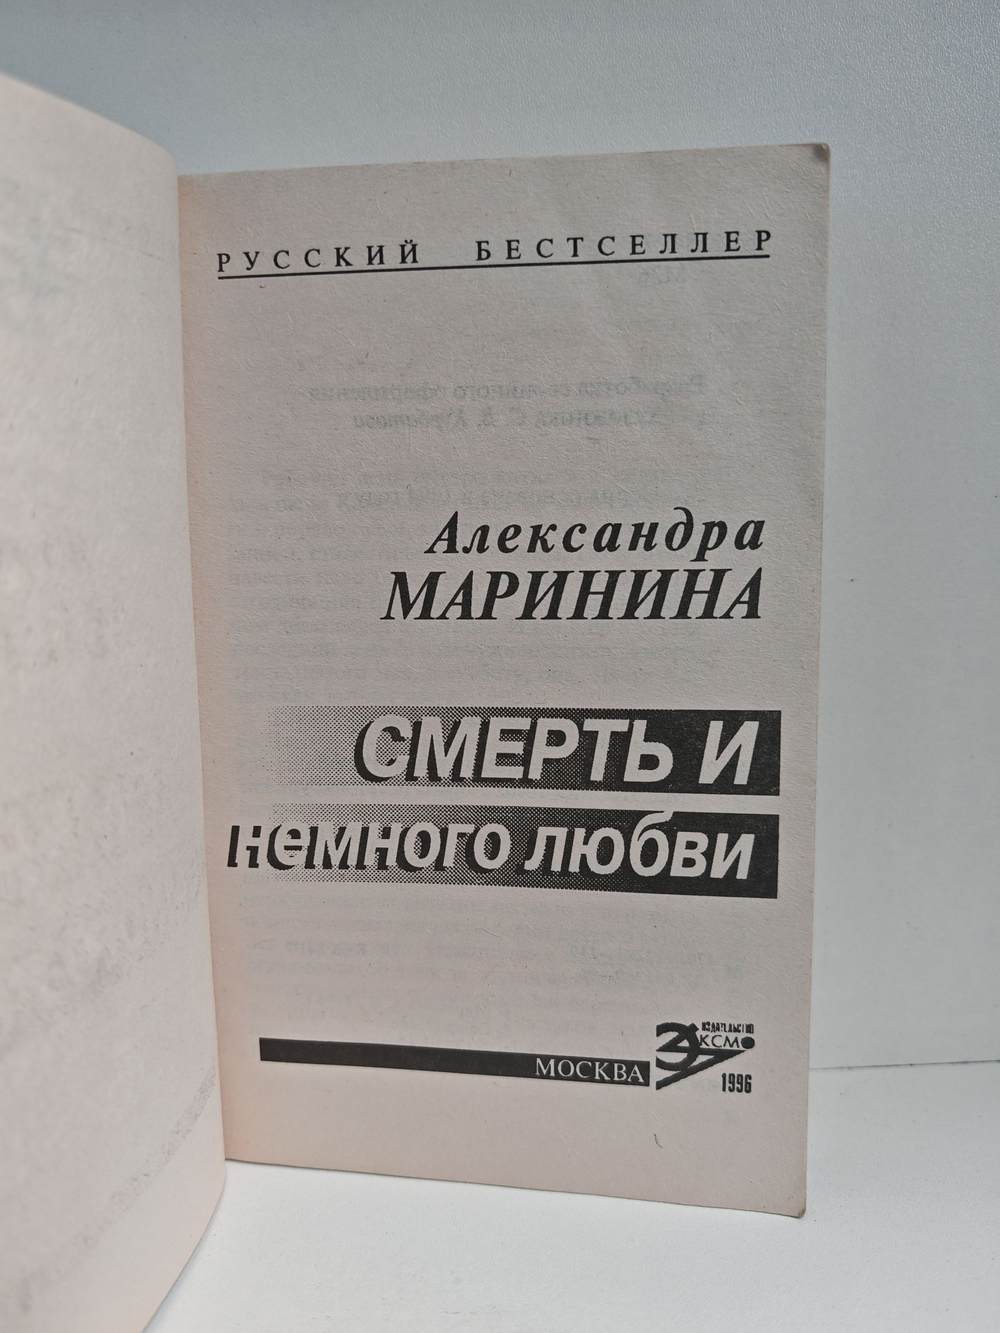 РУССКИЙ БЕСТСЕЛЛЕР
Александра
МАРИНИНА
СМЕРТЬ И
немного любви
ИЗДАТЕЛЬСТВО
ЭКСМО
МОСКВА
1996